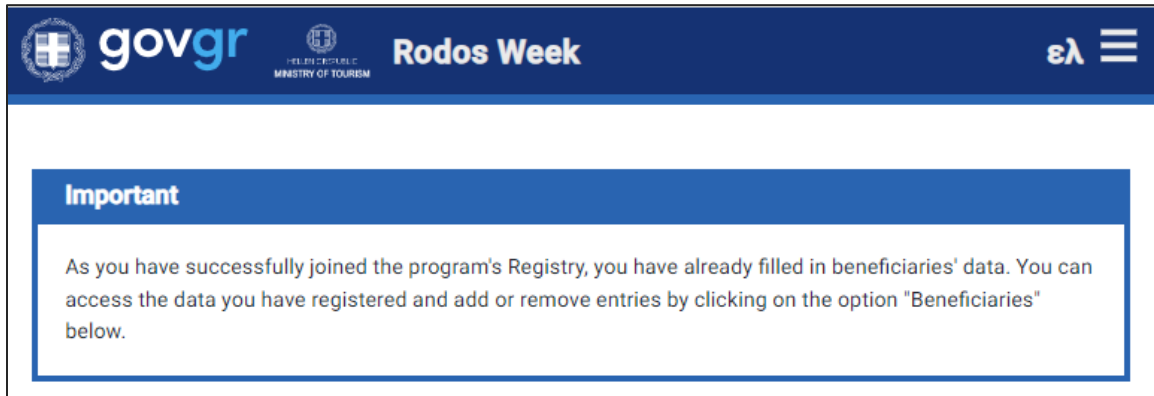 govgr
HELLENIC REPUBLIC
MINISTRY OF TOURISM
Rodos Week
ελ
Important
As you have successfully joined the program's Registry, you have already filled in beneficiaries' data. You can
access the data you have registered and add or remove entries by clicking on the option "Beneficiaries"
below.